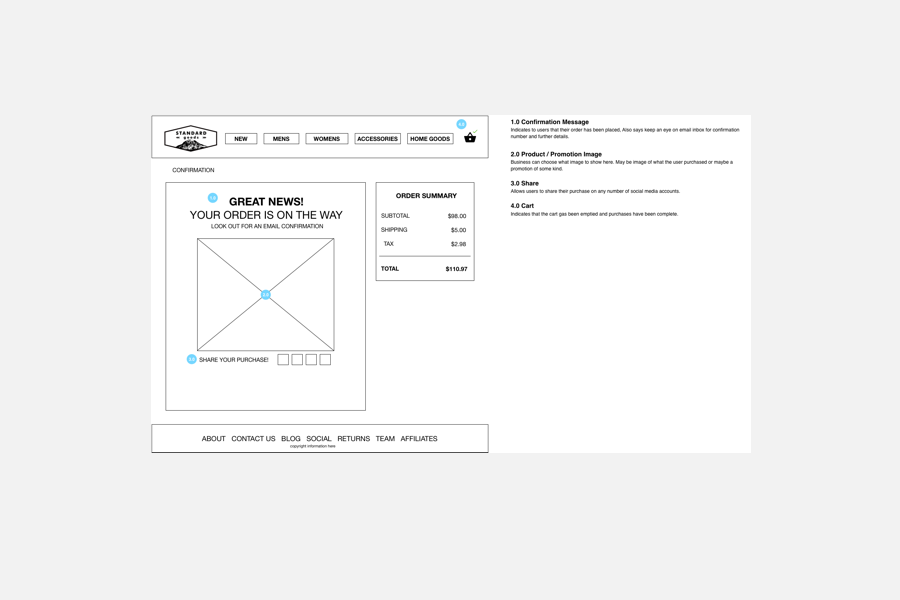 STANDARD
goods
NEW MENS WOMENS ACCESSORIES HOME GOODS
4.0
CONFIRMATION
1.0
GREAT NEWS!
YOUR ORDER IS ON THE WAY
LOOK OUT FOR AN EMAIL CONFIRMATION
2.0
3.0 SHARE YOUR PURCHASE!
ORDER SUMMARY
SUBTOTAL $98.00
SHIPPING $5.00
TAX $2.98
TOTAL $110.97
ABOUT CONTACT US BLOG SOCIAL RETURNS TEAM AFFILIATES
copyright information here
1.0 Confirmation Message
Indicates to users that their order has been placed. Also says keep an eye on email inbox for confirmation
number and further details.
2.0 Product / Promotion Image
Business can choose what image to show here. May be image of what the user purchased or maybe a
promotion of some kind.
3.0 Share
Allows users to share their purchase on any number of social media accounts.
4.0 Cart
Indicates that the cart gas been emptied and purchases have been complete.